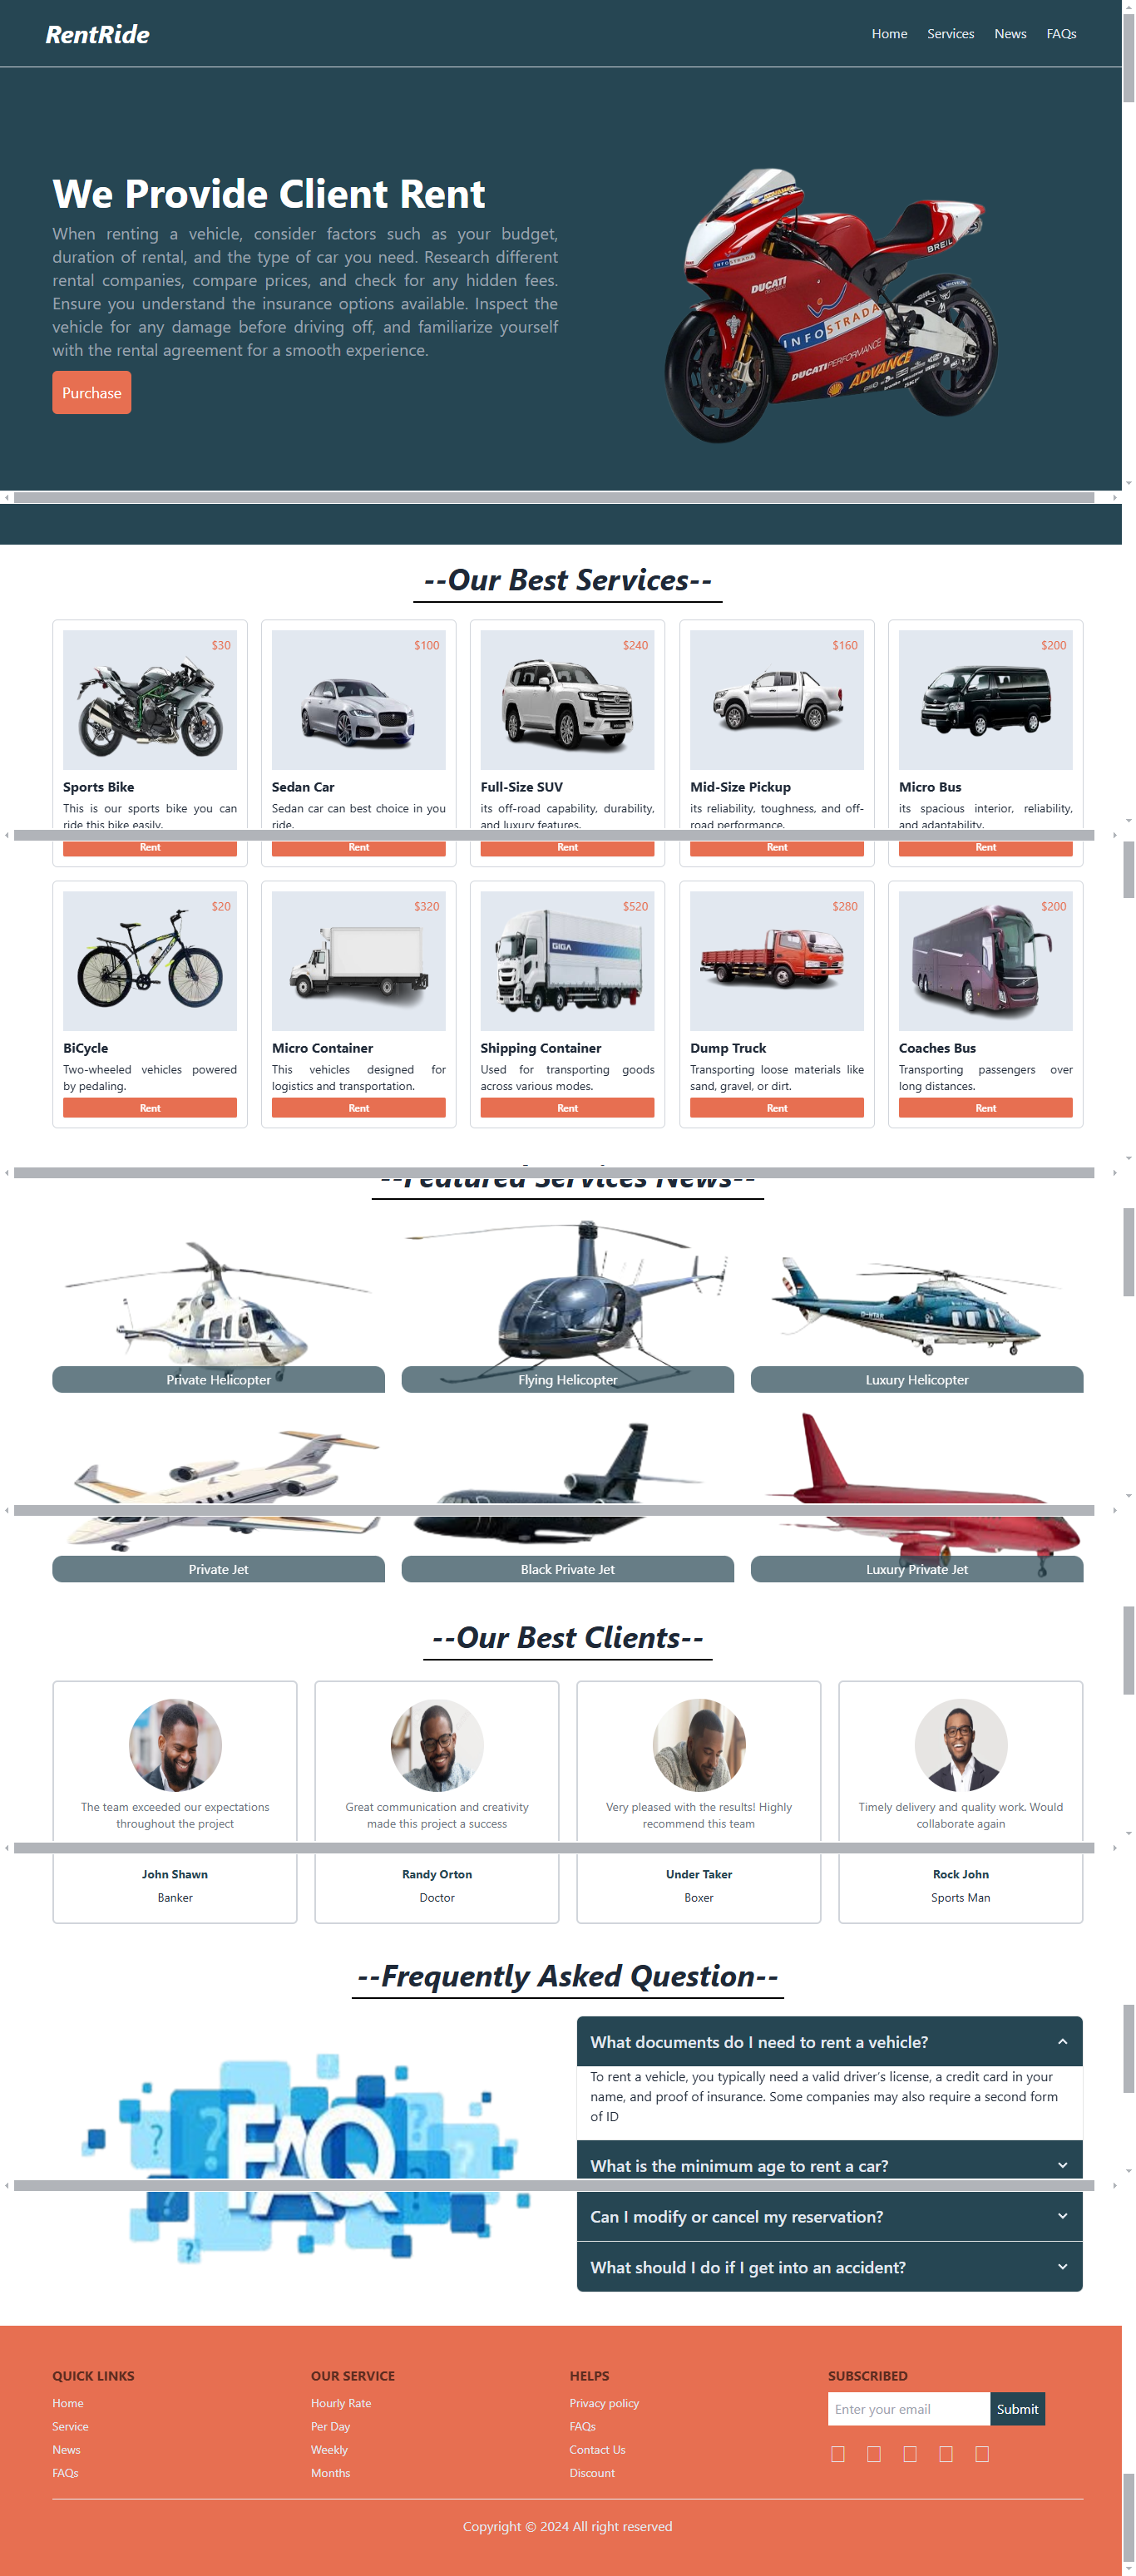 RentRide
Home Services News FAQs
We Provide Client Rent
When renting a vehicle, consider factors such as your budget,
duration of rental, and the type of car you need. Research different
rental companies, compare prices, and check for any hidden fees.
Ensure you understand the insurance options available. Inspect the
vehicle for any damage before driving off, and familiarize yourself
with the rental agreement for a smooth experience.
Purchase
BREIL
INFOSTRADA
DUCATI
INFOSTRADA
DUCATI PERFORMANCE
ADVANCE
--Our Best Services--
$30
Sports Bike
This is our sports bike you can
ride this bike easily.
Rent
$100
Sedan Car
Sedan car can best choice in you
ride.
Rent
$240
Full-Size SUV
its off-road capability, durability,
and luxury features.
Rent
$160
Mid-Size Pickup
its reliability, toughness, and off-
road performance.
Rent
$200
Micro Bus
its spacious interior, reliability,
and adaptability.
Rent
$20
BiCycle
Two-wheeled vehicles powered
by pedaling.
Rent
$320
Micro Container
This vehicles designed for
logistics and transportation.
Rent
$520
GIGA
Shipping Container
Used for transporting goods
across various modes.
Rent
$280
Dump Truck
Transporting loose materials like
sand, gravel, or dirt.
Rent
$200
Coaches Bus
Transporting passengers over
long distances.
Rent
--Featured Services News--
Private Helicopter
Flying Helicopter
Luxury Helicopter
Private Jet
Black Private Jet
Luxury Private Jet
--Our Best Clients--
The team exceeded our expectations
throughout the project
John Shawn
Banker
Great communication and creativity
made this project a success
Randy Orton
Doctor
Very pleased with the results! Highly
recommend this team
Under Taker
Boxer
Timely delivery and quality work. Would
collaborate again
Rock John
Sports Man
--Frequently Asked Question--
FAQ
What documents do I need to rent a vehicle?
To rent a vehicle, you typically need a valid driver’s license, a credit card in your
name, and proof of insurance. Some companies may also require a second form
of ID
What is the minimum age to rent a car?
Can I modify or cancel my reservation?
What should I do if I get into an accident?
QUICK LINKS
Home
Service
News
FAQs
OUR SERVICE
Hourly Rate
Per Day
Weekly
Months
HELPS
Privacy policy
FAQs
Contact Us
Discount
SUBSCRIBED
Enter your email
Submit
Copyright © 2024 All right reserved